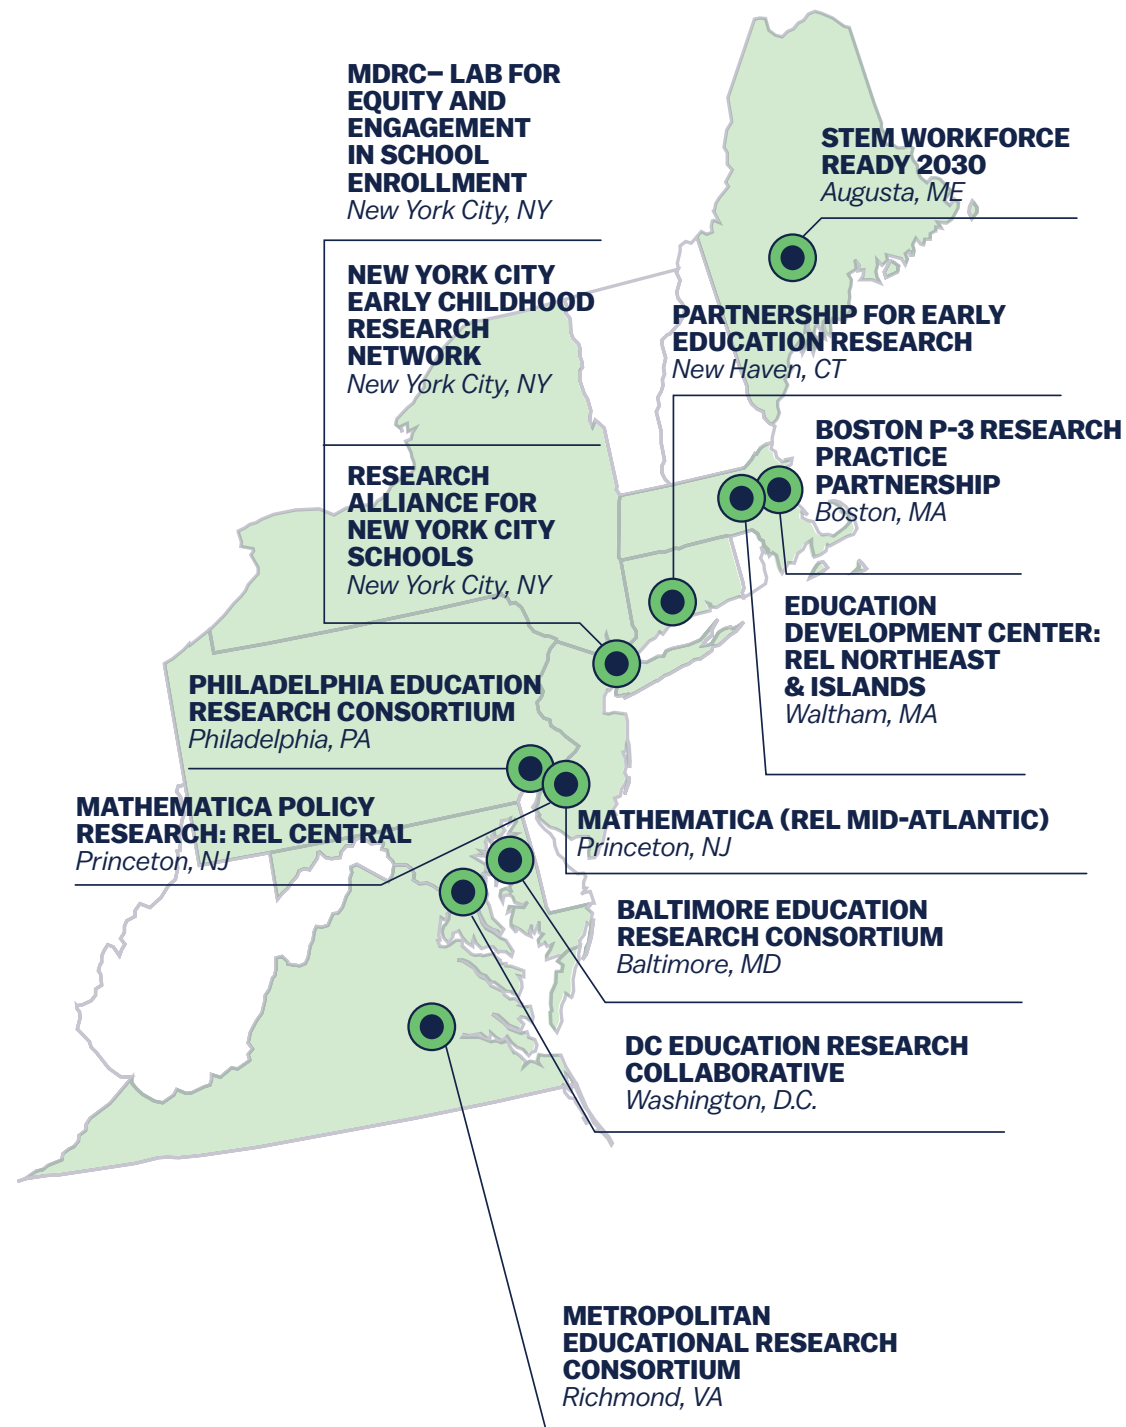 MDRC– LAB FOR
EQUITY AND
ENGAGEMENT
IN SCHOOL
ENROLLMENT
New York City, NY
STEM WORKFORCE
READY 2030
Augusta, ME
NEW YORK CITY
EARLY CHILDHOOD
RESEARCH
NETWORK
New York City, NY
PARTNERSHIP FOR EARLY
EDUCATION RESEARCH
New Haven, CT
BOSTON P-3 RESEARCH
PRACTICE
PARTNERSHIP
Boston, MA
RESEARCH
ALLIANCE FOR
NEW YORK CITY
SCHOOLS
New York City, NY
EDUCATION
DEVELOPMENT CENTER:
REL NORTHEAST
& ISLANDS
Waltham, MA
PHILADELPHIA EDUCATION
RESEARCH CONSORTIUM
Philadelphia, PA
MATHEMATICA POLICY
RESEARCH: REL CENTRAL
Princeton, NJ
MATHEMATICA (REL MID-ATLANTIC)
Princeton, NJ
BALTIMORE EDUCATION
RESEARCH CONSORTIUM
Baltimore, MD
DC EDUCATION RESEARCH
COLLABORATIVE
Washington, D.C.
METROPOLITAN
EDUCATIONAL RESEARCH
CONSORTIUM
Richmond, VA